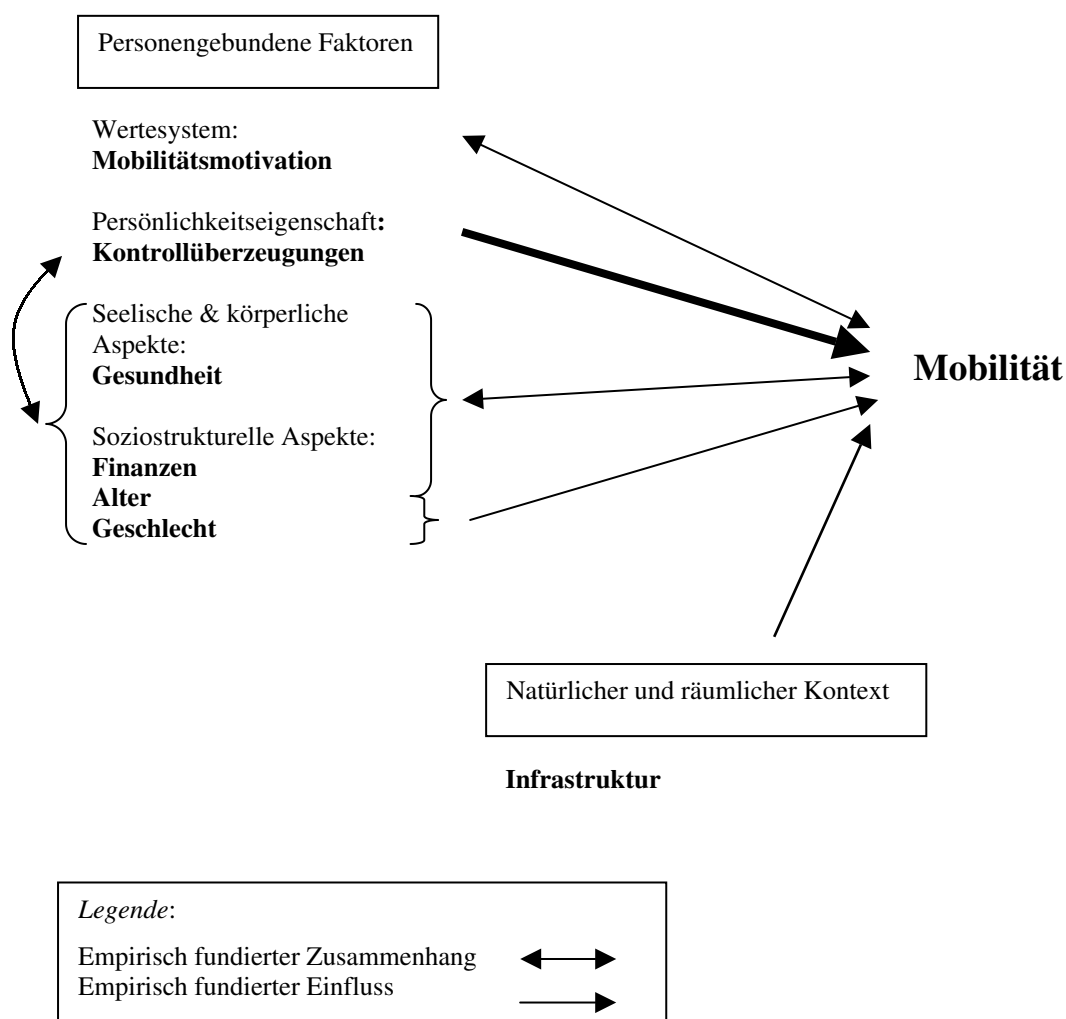 Personengebundene Faktoren
Wertesystem:
Mobilitätsmotivation
Persönlichkeitseigenschaft:
Kontrollüberzeugungen
Seelische & körperliche
Aspekte:
Gesundheit
Soziostrukturelle Aspekte:
Finanzen
Alter
Geschlecht
Mobilität
Natürlicher und räumlicher Kontext
Infrastruktur
Legende:
Empirisch fundierter Zusammenhang
Empirisch fundierter Einfluss